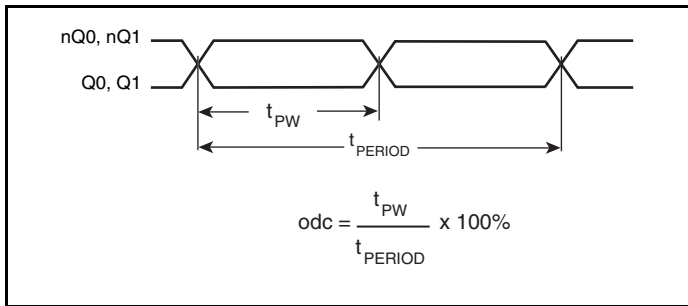 nQ0, nQ1
Q0, Q1
tPW
tPERIOD
odc = tPW / tPERIOD x 100%